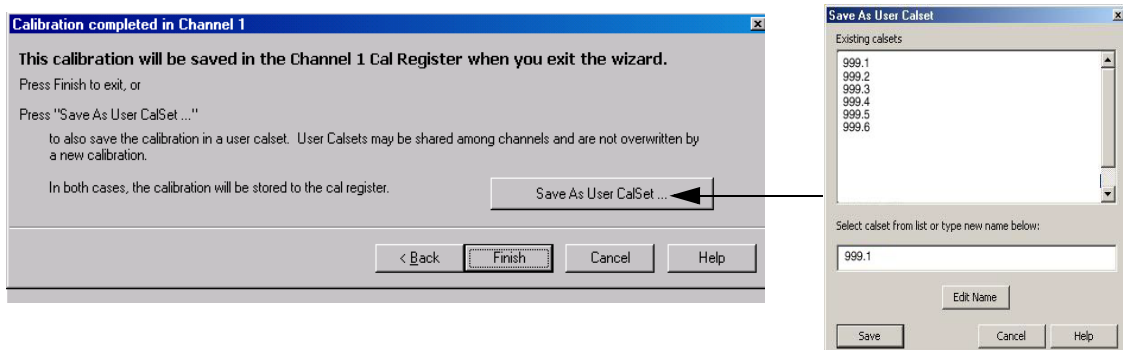 Calibration completed in Channel 1
This calibration will be saved in the Channel 1 Cal Register when you exit the wizard.
Press Finish to exit, or
Press "Save As User CalSet ..."
to also save the calibration in a user calset. User Calsets may be shared among channels and are not overwritten by
a new calibration.
In both cases, the calibration will be stored to the cal register.
Save As User CalSet ...
< Back
Finish
Cancel
Help
Save As User Calset
Existing calsets
999.1
999.2
999.3
999.4
999.5
999.6
Select calset from list or type new name below:
999.1
Edit Name
Save
Cancel
Help